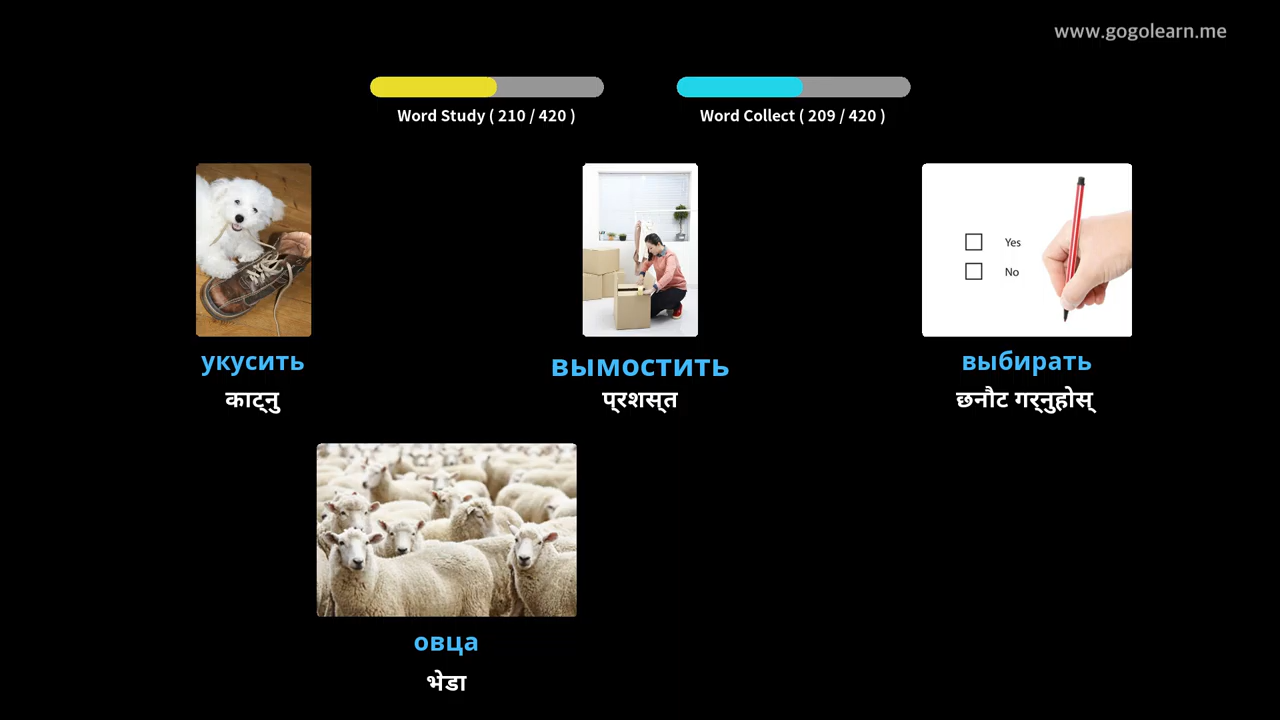 www.gogolearn.me
Word Study ( 210 / 420 )
Word Collect ( 209 / 420 )
Yes
No
укусить
вымостить
выбирать
काट्नु
प्रशस्त
छनौट गर्नुहोस्
овца
भेडा